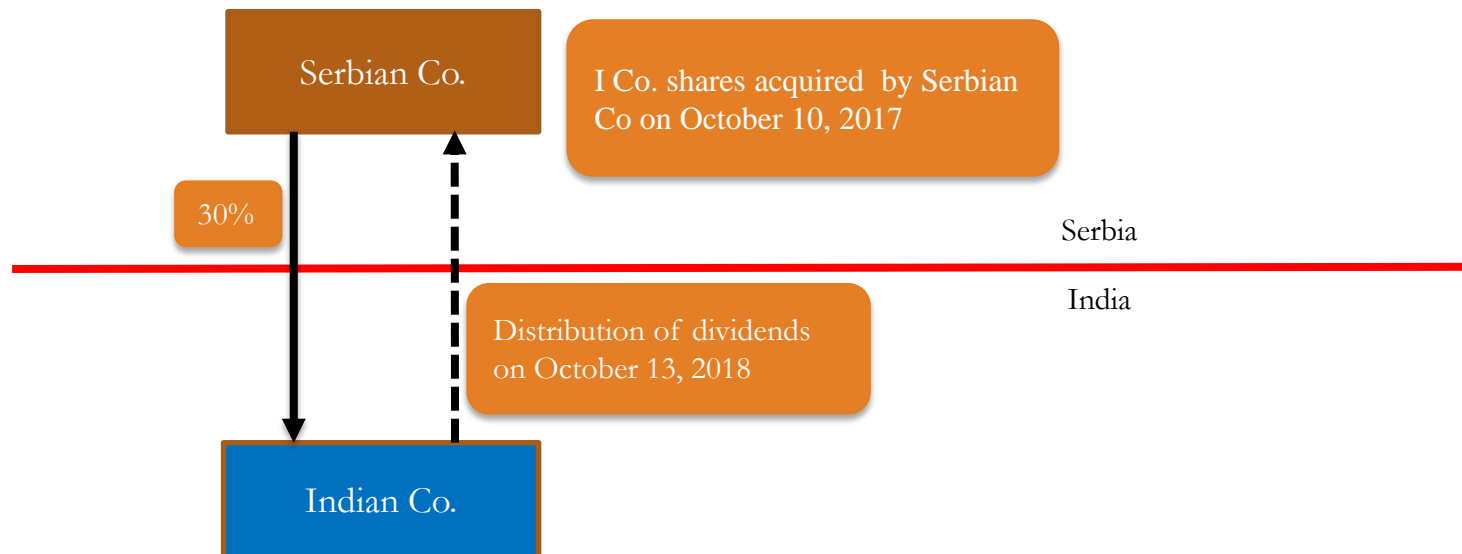 Serbian Co.
I Co. shares acquired by Serbian
Co on October 10, 2017
30%
Serbia
India
Distribution of dividends
on October 13, 2018
Indian Co.